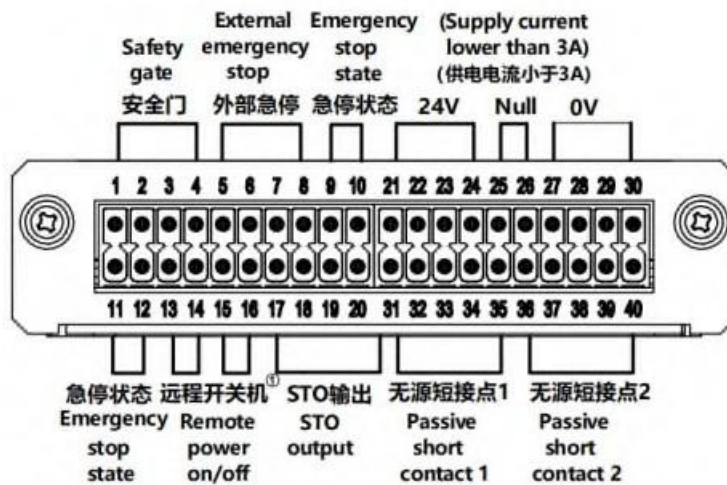 Safety
gate
安全门
External
emergency
stop
外部急停
Emergency
stop
state
急停状态
(Supply current
lower than 3A)
(供电电流小于3A)
24V
Null
0V
1 2 3 4 5 6 7 8 9 10 21 22 23 24 25 26 27 28 29 30
11 12 13 14 15 16 17 18 19 20 31 32 33 34 35 36 37 38 39 40
急停状态
Emergency
stop
state
远程开关机①
Remote
power
on/off
STO输出
STO
output
无源短接点1
Passive
short
contact 1
无源短接点2
Passive
short
contact 2